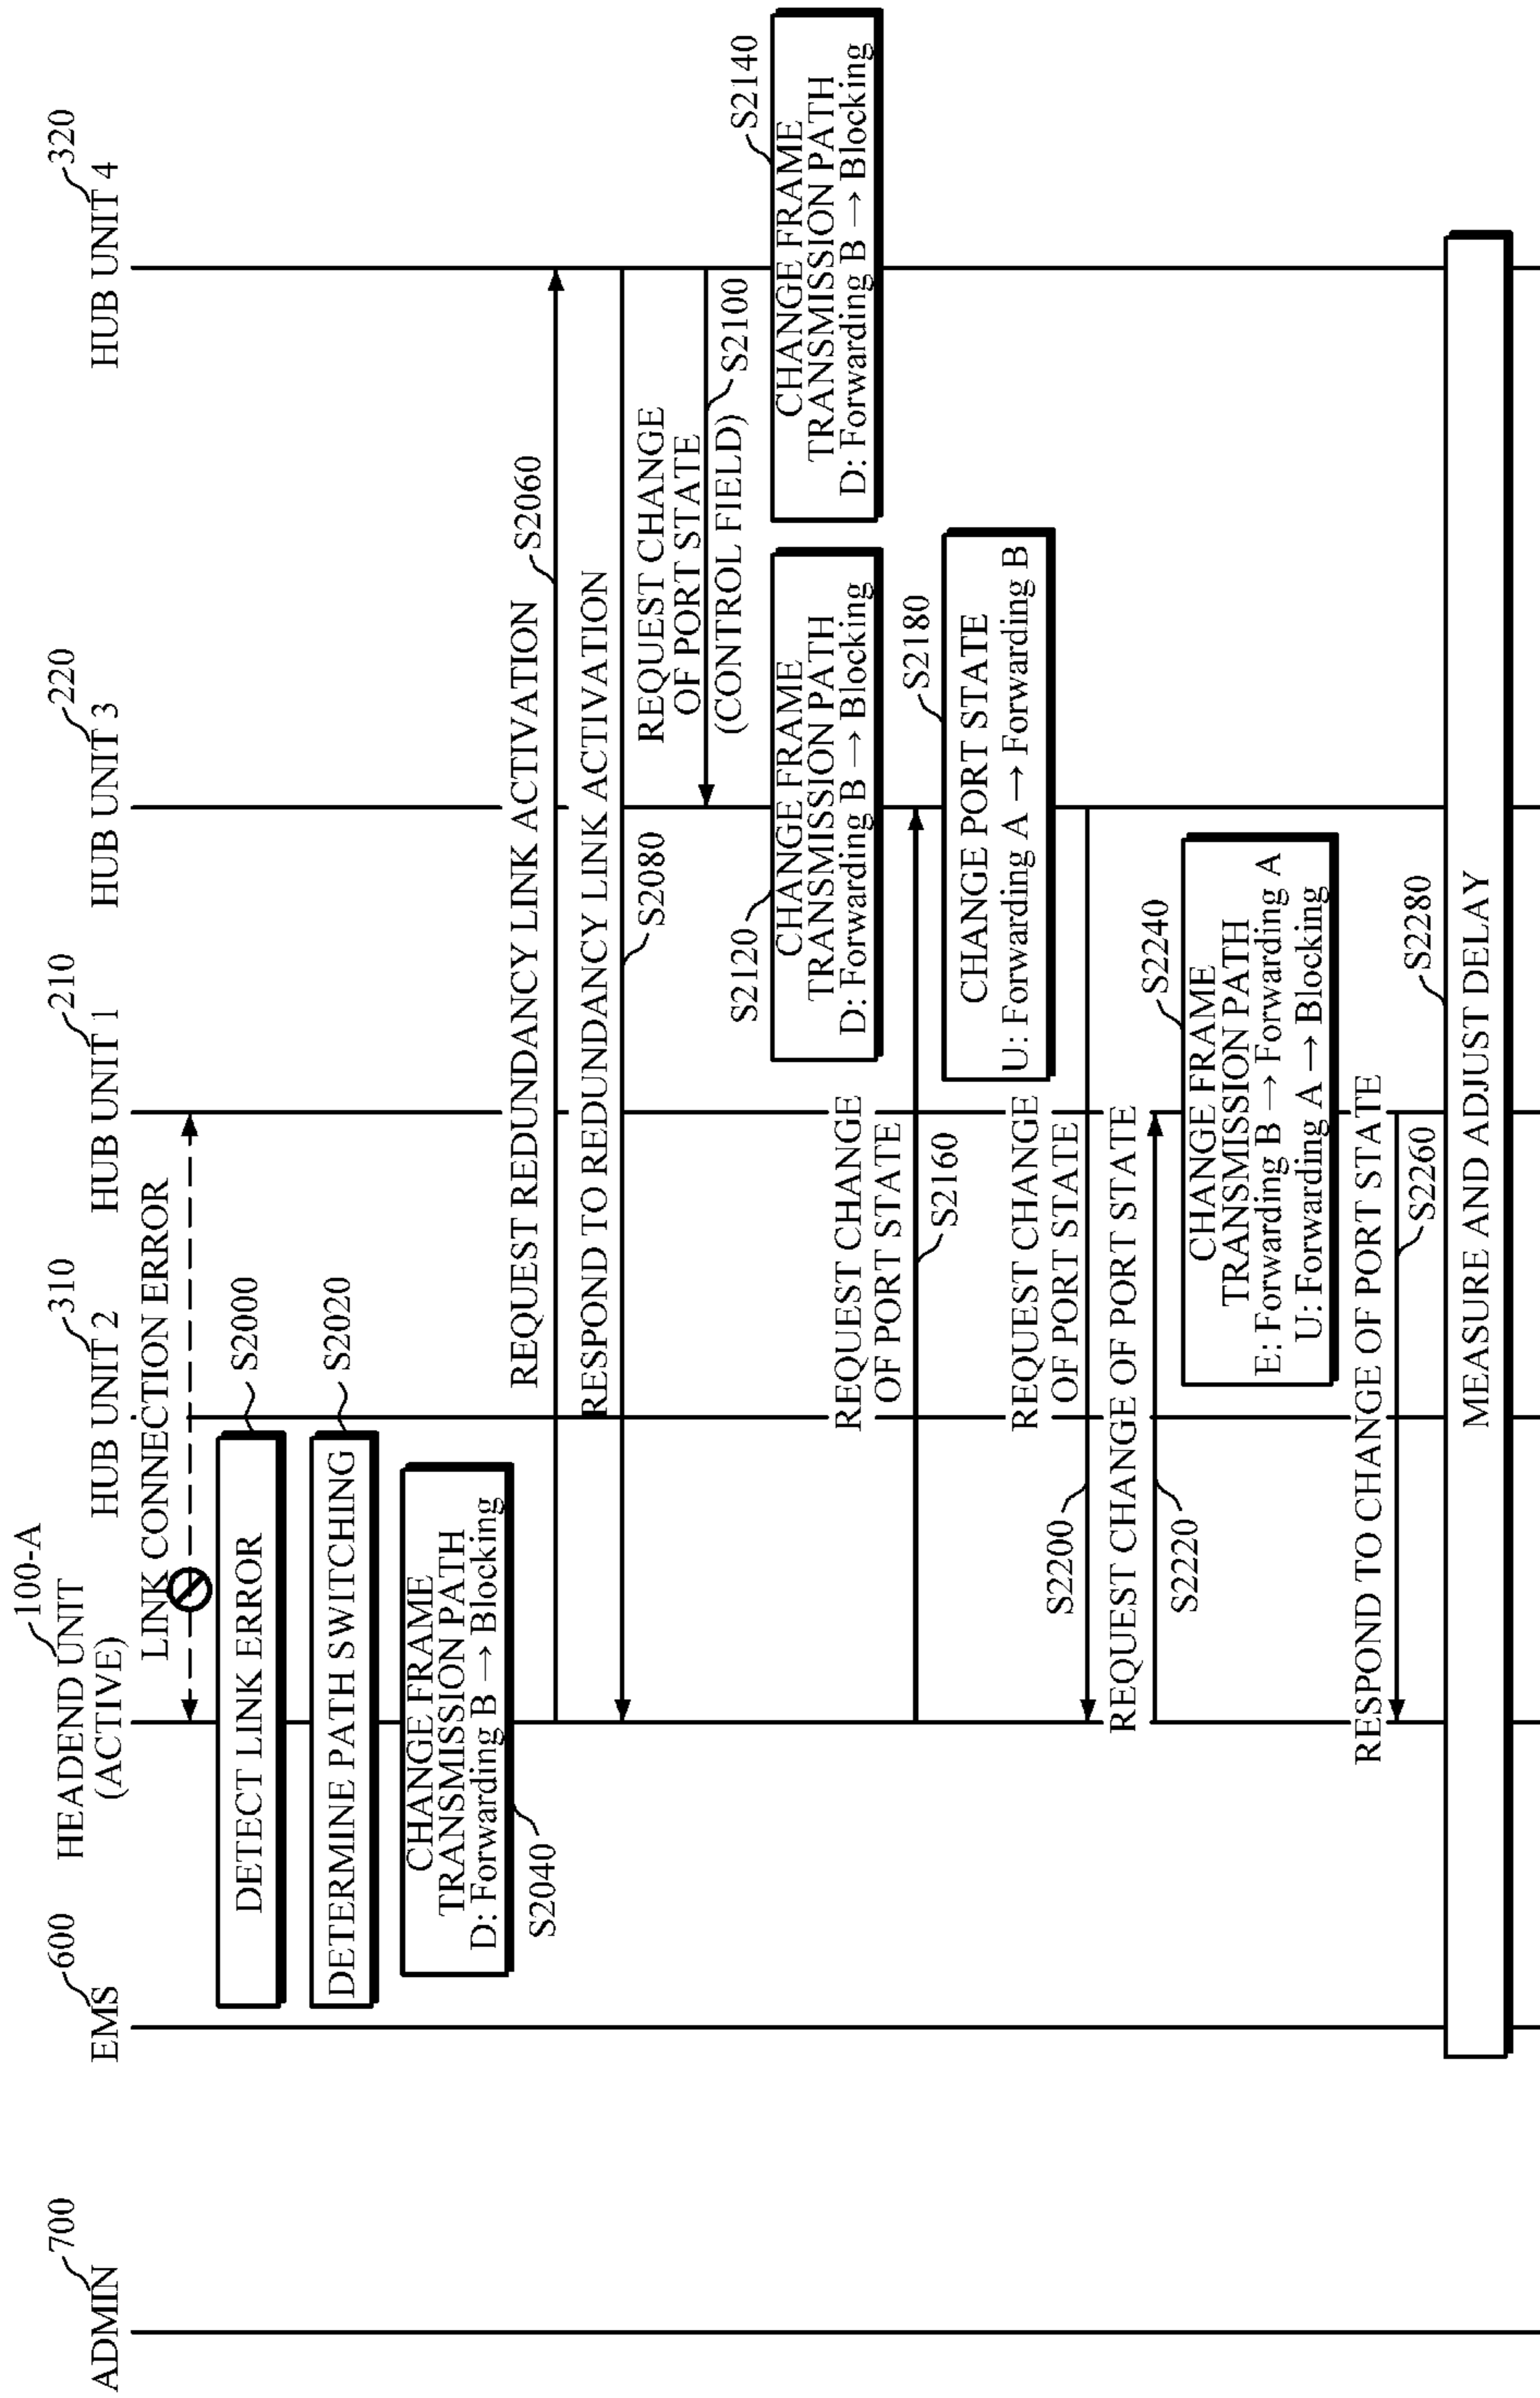 ADMIN
700
EMS
600
HEADEND UNIT
(ACTIVE)
100-A
HUB UNIT 2
310
HUB UNIT 1
210
HUB UNIT 3
220
HUB UNIT 4
320
LINK CONNECTION ERROR
DETECT LINK ERROR
S2000
DETERMINE PATH SWITCHING
S2020
CHANGE FRAME
TRANSMISSION PATH
D: Forwarding B → Blocking
S2040
REQUEST REDUNDANCY LINK ACTIVATION
S2060
RESPOND TO REDUNDANCY LINK ACTIVATION
S2080
REQUEST CHANGE
OF PORT STATE
(CONTROL FIELD)
S2100
CHANGE FRAME
TRANSMISSION PATH
D: Forwarding B → Blocking
S2120
CHANGE FRAME
TRANSMISSION PATH
D: Forwarding B → Blocking
S2140
REQUEST CHANGE
OF PORT STATE
S2160
CHANGE PORT STATE
U: Forwarding A → Forwarding B
S2180
REQUEST CHANGE
OF PORT STATE
S2200
REQUEST CHANGE OF PORT STATE
S2220
CHANGE FRAME
TRANSMISSION PATH
E: Forwarding B → Forwarding A
U: Forwarding A → Blocking
S2240
RESPOND TO CHANGE OF PORT STATE
S2260
MEASURE AND ADJUST DELAY
S2280